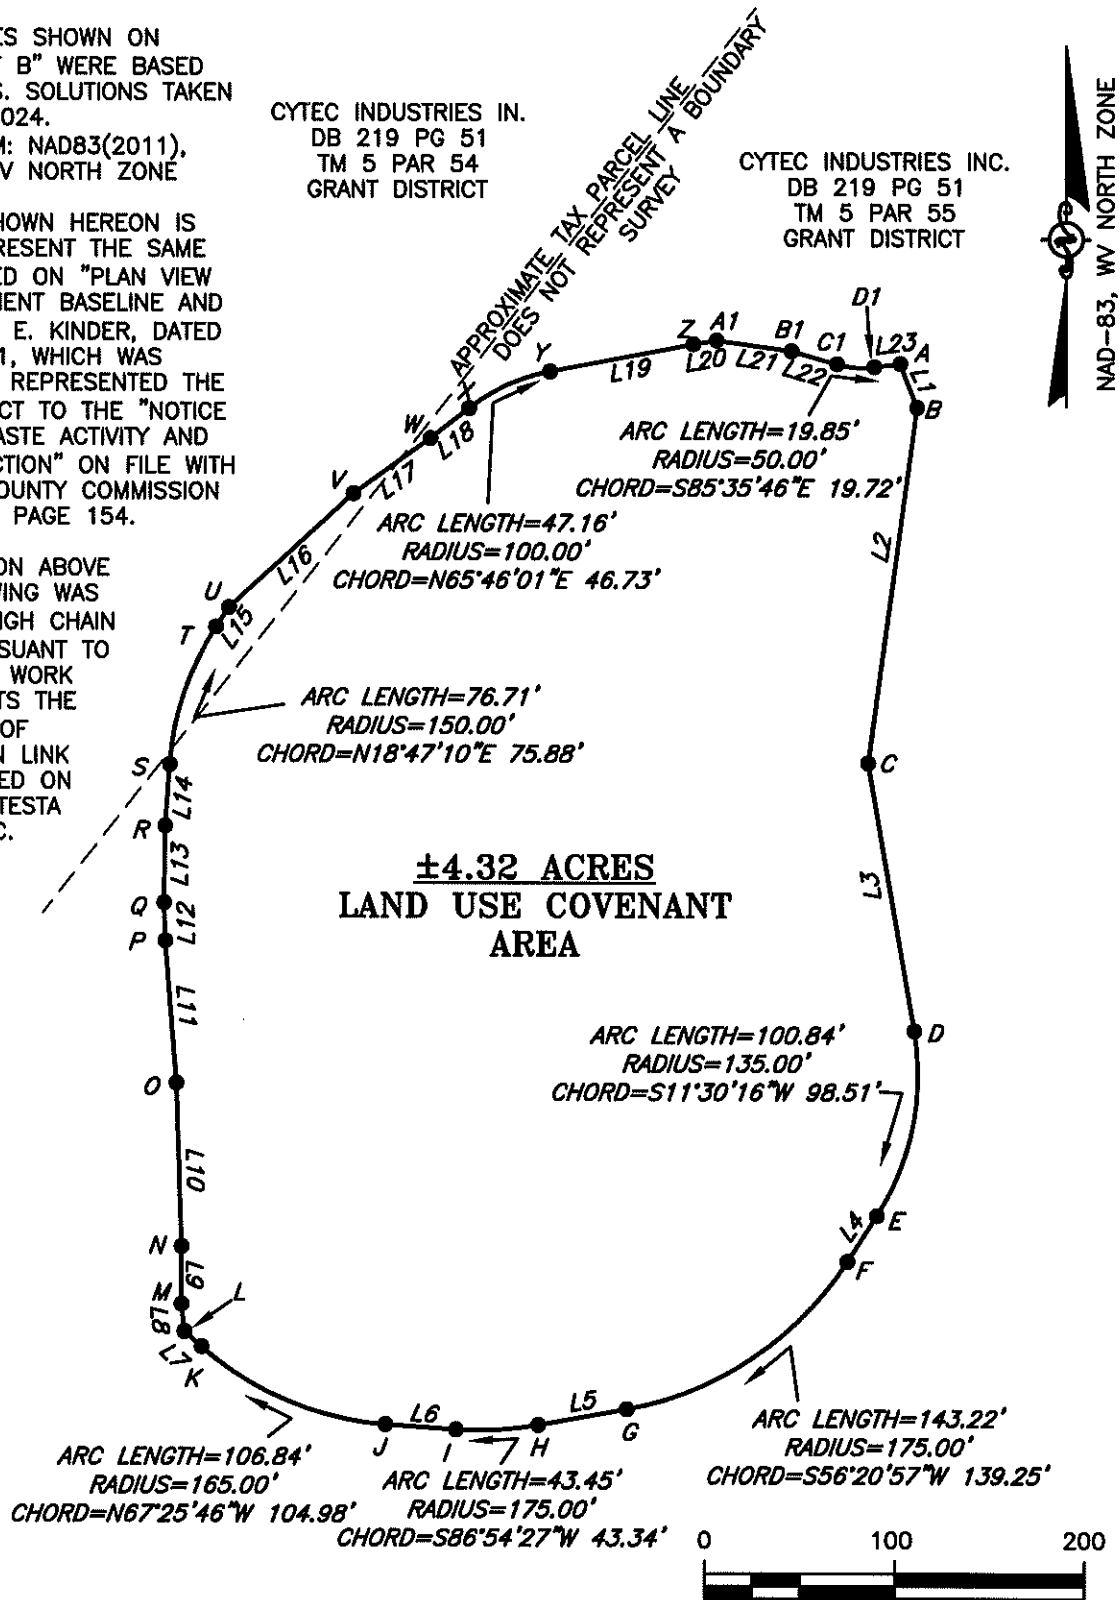 ES SHOWN ON
T B" WERE BASED
S. SOLUTIONS TAKEN
024.
M: NAD83(2011),
V NORTH ZONE
HOWN HEREON IS
PRESENT THE SAME
ED ON "PLAN VIEW
MENT BASELINE AND
E. KINDER, DATED
1, WHICH WAS
REPRESENTED THE
CT TO THE "NOTICE
ASTE ACTIVITY AND
CTION" ON FILE WITH
OUNTY COMMISSION
PAGE 154.
ON ABOVE
WING WAS
IGH CHAIN
RSUANT TO
WORK
TS THE
OF
N LINK
ED ON
TESTA
C.
CYTEC INDUSTRIES IN.
DB 219 PG 51
TM 5 PAR 54
GRANT DISTRICT
APPROXIMATE TAX PARCEL LINE
DOES NOT REPRESENT A BOUNDARY
SURVEY
CYTEC INDUSTRIES INC.
DB 219 PG 51
TM 5 PAR 55
GRANT DISTRICT
NAD-83, WV NORTH ZONE
D1
Z
A1
B1
C1
L23
A
L20
L21
L22
L1
B
Y
L19
X
W
L18
V
L17
ARC LENGTH=19.85'
RADIUS=50.00'
CHORD=S85°35'46"E 19.72'
ARC LENGTH=47.16'
RADIUS=100.00'
CHORD=N65°46'01"E 46.73'
L2
L16
U
T
L15
ARC LENGTH=76.71'
RADIUS=150.00'
CHORD=N18°47'10"E 75.88'
S
C
L14
R
L13
L3
±4.32 ACRES
LAND USE COVENANT
AREA
Q
L12
P
L11
D
ARC LENGTH=100.84'
RADIUS=135.00'
CHORD=S11°30'16"W 98.51'
O
L10
E
L4
N
F
L9
M
L
L8
L7
K
L5
L6
G
J
I
H
ARC LENGTH=106.84'
RADIUS=165.00'
CHORD=N67°25'46"W 104.98'
ARC LENGTH=43.45'
RADIUS=175.00'
CHORD=S86°54'27"W 43.34'
ARC LENGTH=143.22'
RADIUS=175.00'
CHORD=S56°20'57"W 139.25'
0 100 200